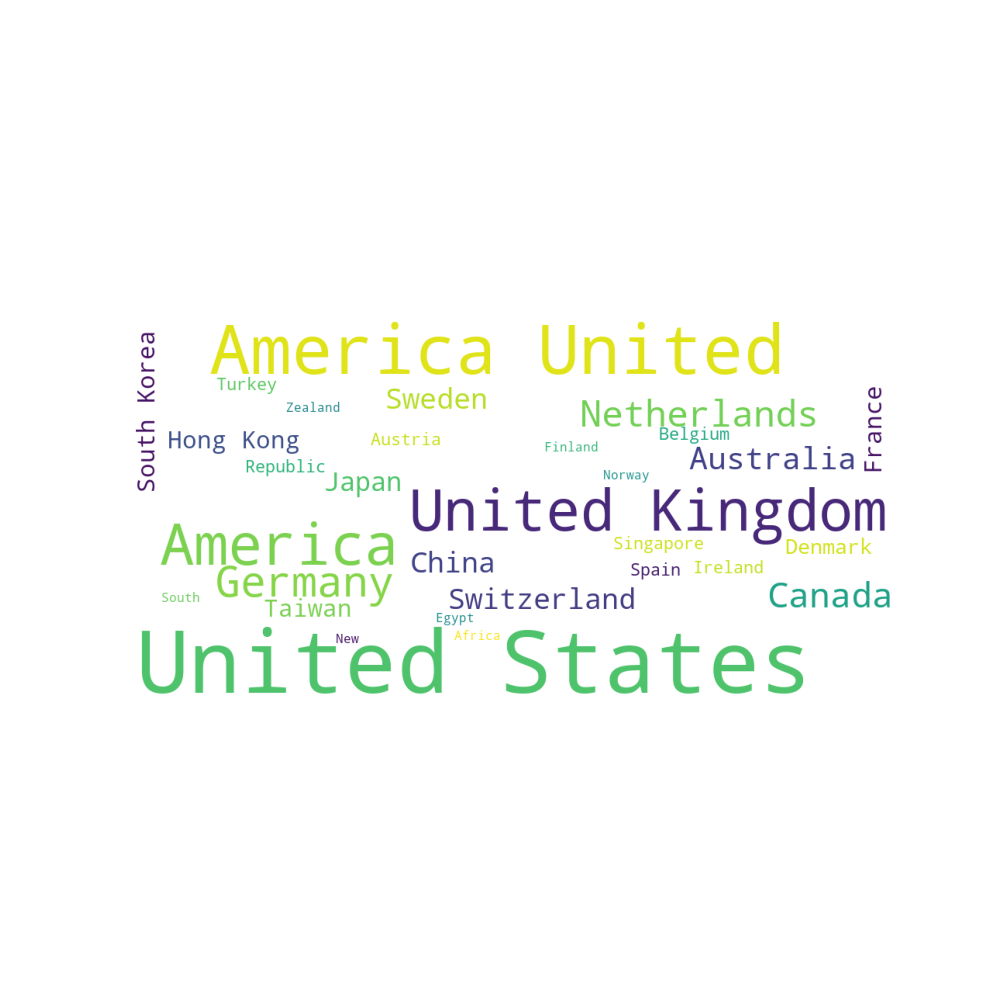 America United
South Korea
Turkey
Sweden
France
Zealand
Netherlands
Hong Kong
Austria
Belgium
Finland
Australia
Republic
Japan
Norway
United Kingdom
America
Singapore
Denmark
China
Spain
Ireland
Germany
Switzerland
Canada
South
Taiwan
Egypt
New
Africa
United States